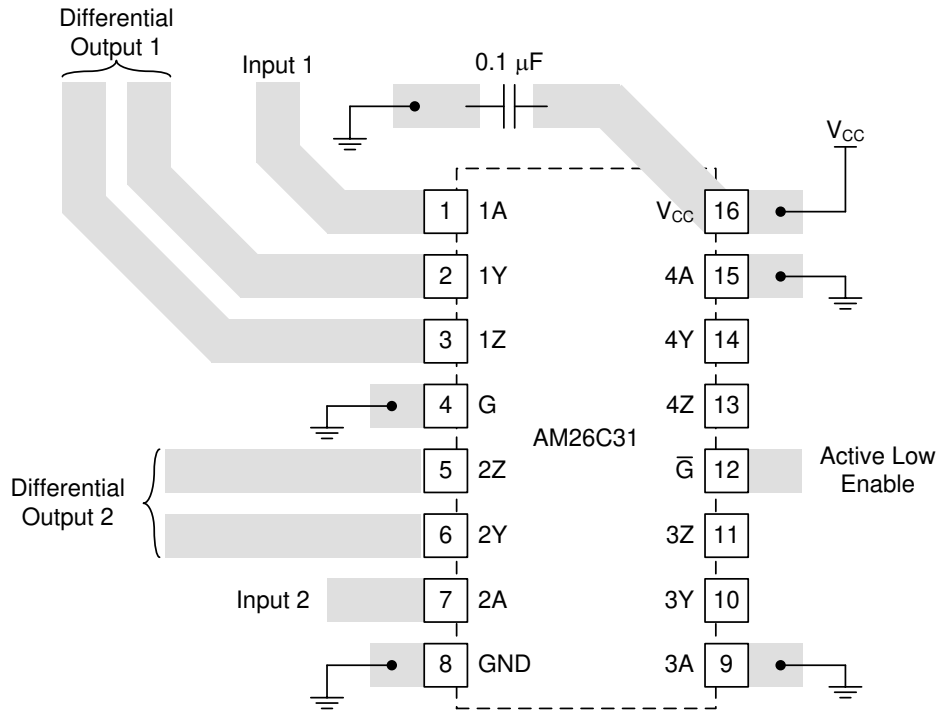 Differential
Output 1
Input 1
0.1 μF
V_CC
1 1A
V_CC 16
2 1Y
4A 15
3 1Z
4Y 14
4 G
4Z 13
AM26C31
5 2Z
G̅ 12
Active Low
Enable
Differential
Output 2
6 2Y
3Z 11
Input 2
7 2A
3Y 10
8 GND
3A 9